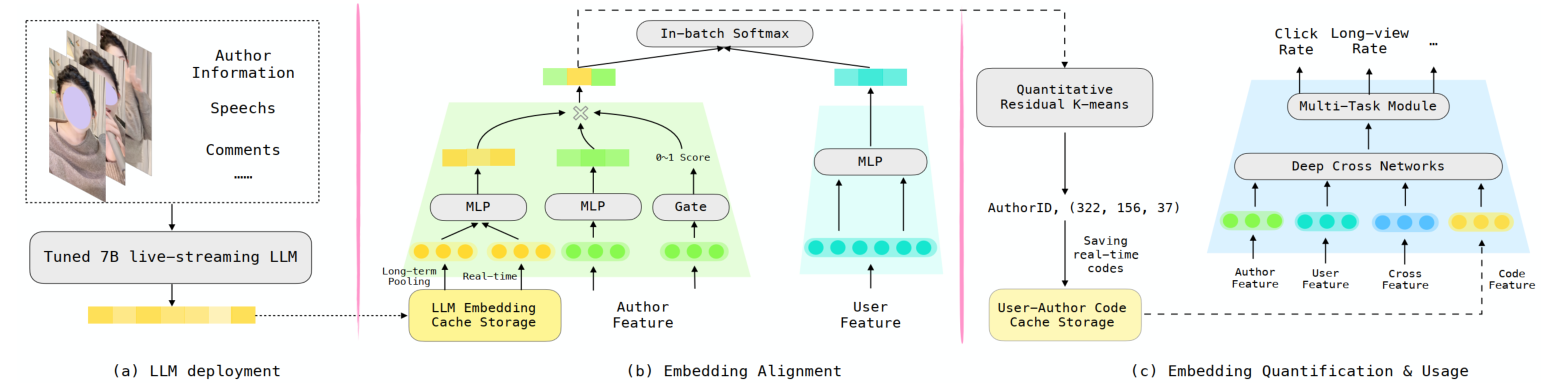 Author
Information
Speechs
Comments
……
Tuned 7B live-streaming LLM
(a) LLM deployment
In-batch Softmax
0~1 Score
MLP
MLP
Gate
MLP
Long-term
Pooling
Real-time
LLM Embedding
Cache Storage
Author
Feature
User
Feature
(b) Embedding Alignment
Quantitative
Residual K-means
AuthorID, (322, 156, 37)
Saving
real-time
codes
User-Author Code
Cache Storage
Click
Rate
Long-view
Rate
…
Multi-Task Module
Deep Cross Networks
Author
Feature
User
Feature
Cross
Feature
Code
Feature
(c) Embedding Quantification & Usage